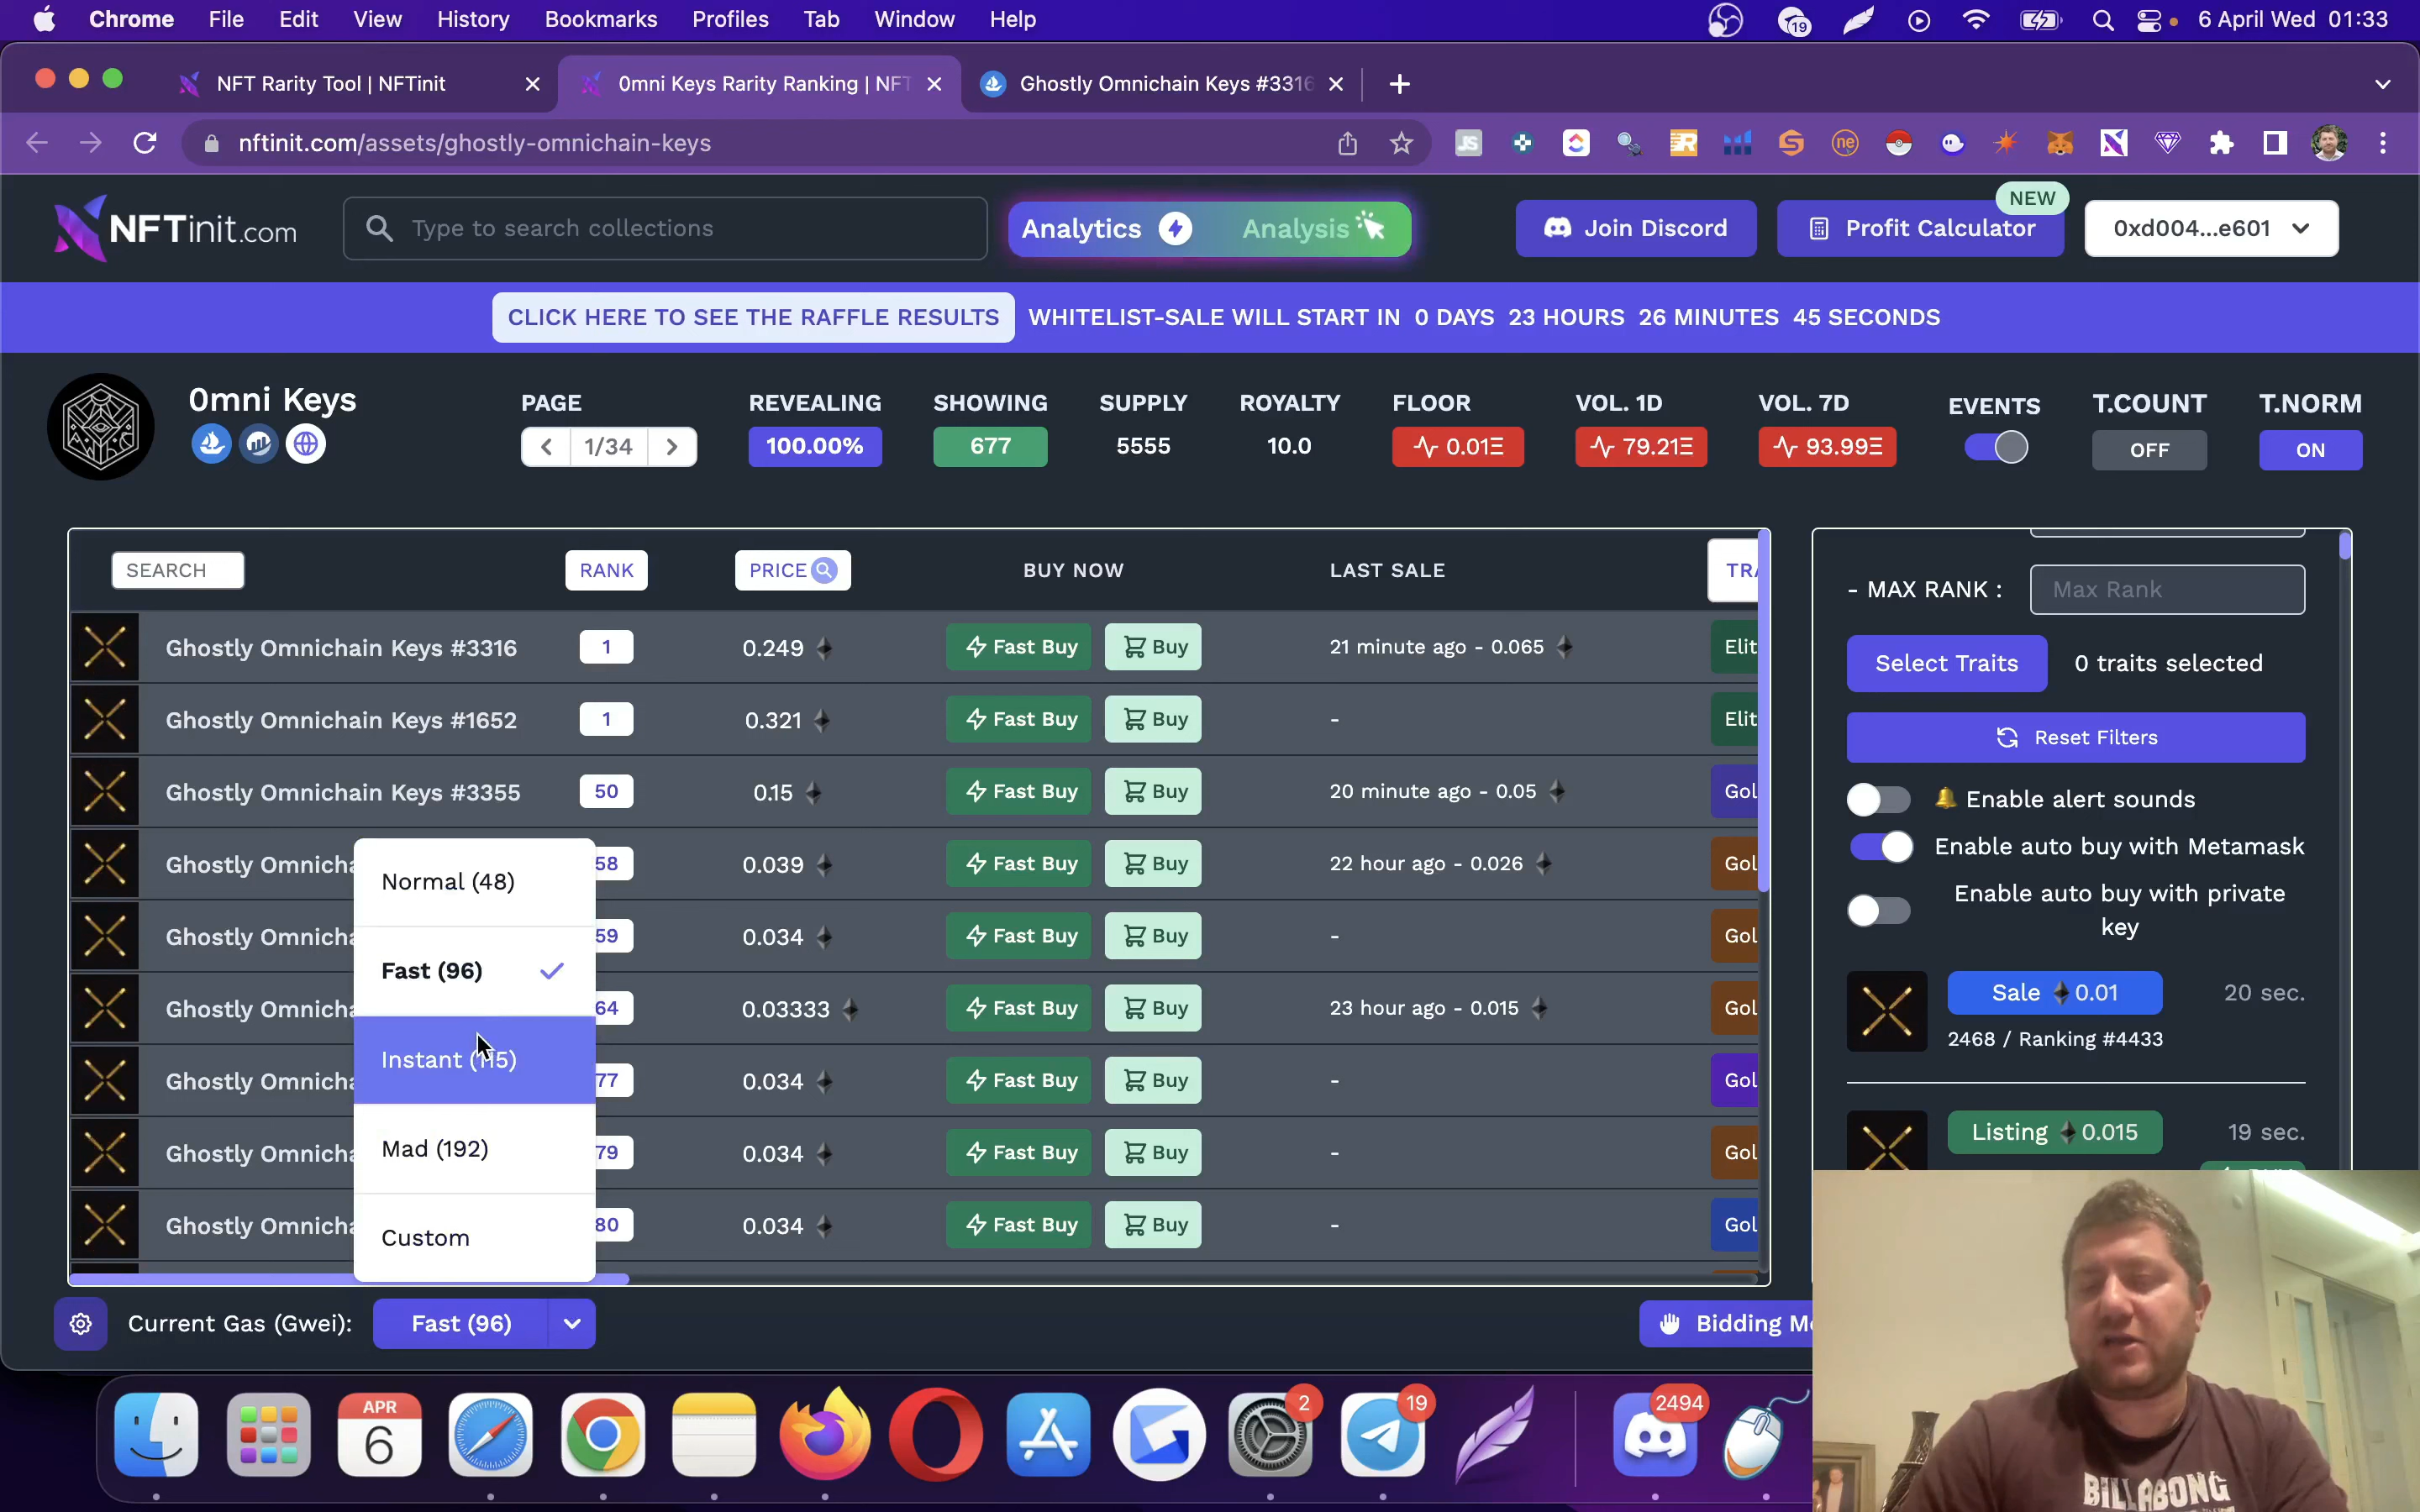 Chrome File Edit View History Bookmarks Profiles Tab Window Help 19 6 April Wed 01:33
NFT Rarity Tool | NFTinit 0mni Keys Rarity Ranking | NFT Ghostly Omnichain Keys #3316
nftinit.com/assets/ghostly-omnichain-keys
NFTinit.com Type to search collections Analytics Analysis Join Discord Profit Calculator NEW 0xd004...e601
CLICK HERE TO SEE THE RAFFLE RESULTS WHITELIST-SALE WILL START IN 0 DAYS 23 HOURS 26 MINUTES 45 SECONDS
0mni Keys PAGE REVEALING SHOWING SUPPLY ROYALTY FLOOR VOL. 1D VOL. 7D EVENTS T.COUNT T.NORM
1/34 100.00% 677 5555 10.0 0.01Ξ 79.21Ξ 93.99Ξ OFF ON
SEARCH RANK PRICE BUY NOW LAST SALE TRA
Ghostly Omnichain Keys #3316 1 0.249 Fast Buy Buy 21 minute ago - 0.065 Elit
Ghostly Omnichain Keys #1652 1 0.321 Fast Buy Buy - Elit
Ghostly Omnichain Keys #3355 50 0.15 Fast Buy Buy 20 minute ago - 0.05 Gol
Ghostly Omnicha 58 0.039 Fast Buy Buy 22 hour ago - 0.026 Gol
Ghostly Omnicha 59 0.034 Fast Buy Buy - Gol
Ghostly Omnicha 64 0.03333 Fast Buy Buy 23 hour ago - 0.015 Gol
Ghostly Omnicha 77 0.034 Fast Buy Buy - Gol
Ghostly Omnicha 79 0.034 Fast Buy Buy - Gol
Ghostly Omnicha 80 0.034 Fast Buy Buy - Gol
Normal (48)
Fast (96)
Instant (115)
Mad (192)
Custom
- MAX RANK : Max Rank
Select Traits 0 traits selected
Reset Filters
Enable alert sounds
Enable auto buy with Metamask
Enable auto buy with private
key
Sale 0.01 20 sec.
2468 / Ranking #4433
Listing 0.015 19 sec.
Current Gas (Gwei): Fast (96) Bidding Mo
APR
6
2
19
2494
BILLABONG